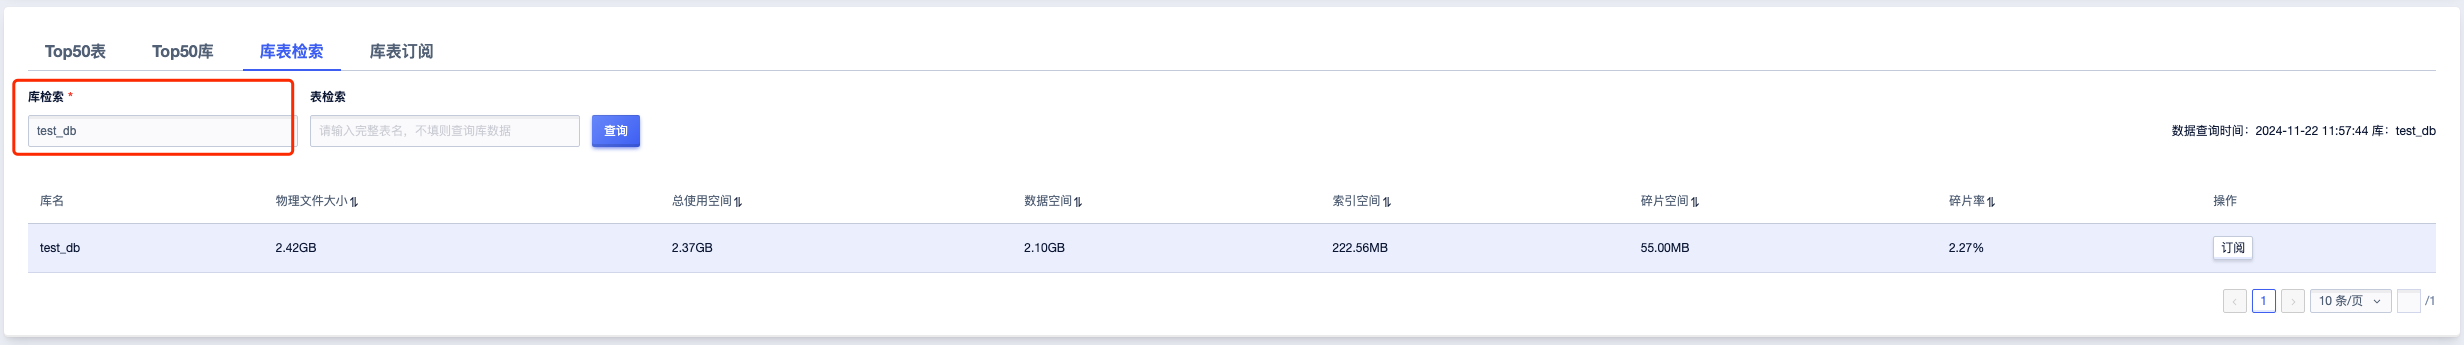 Top50表 Top50库 库表检索 库表订阅
库检索 * 表检索
test_db 请输入完整表名，不填则查询库数据 查询 数据查询时间：2024-11-22 11:57:44 库：test_db
库名 物理文件大小 总使用空间 数据空间 索引空间 碎片空间 碎片率 操作
test_db 2.42GB 2.37GB 2.10GB 222.56MB 55.00MB 2.27% 订阅
1 10 条/页 /1